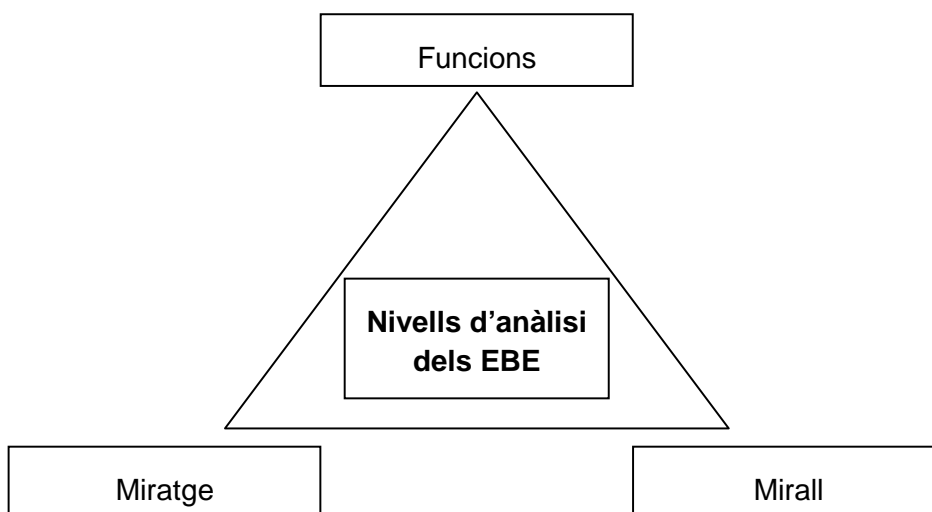 Funcions
Nivells d’anàlisi
dels EBE
Miratge
Mirall